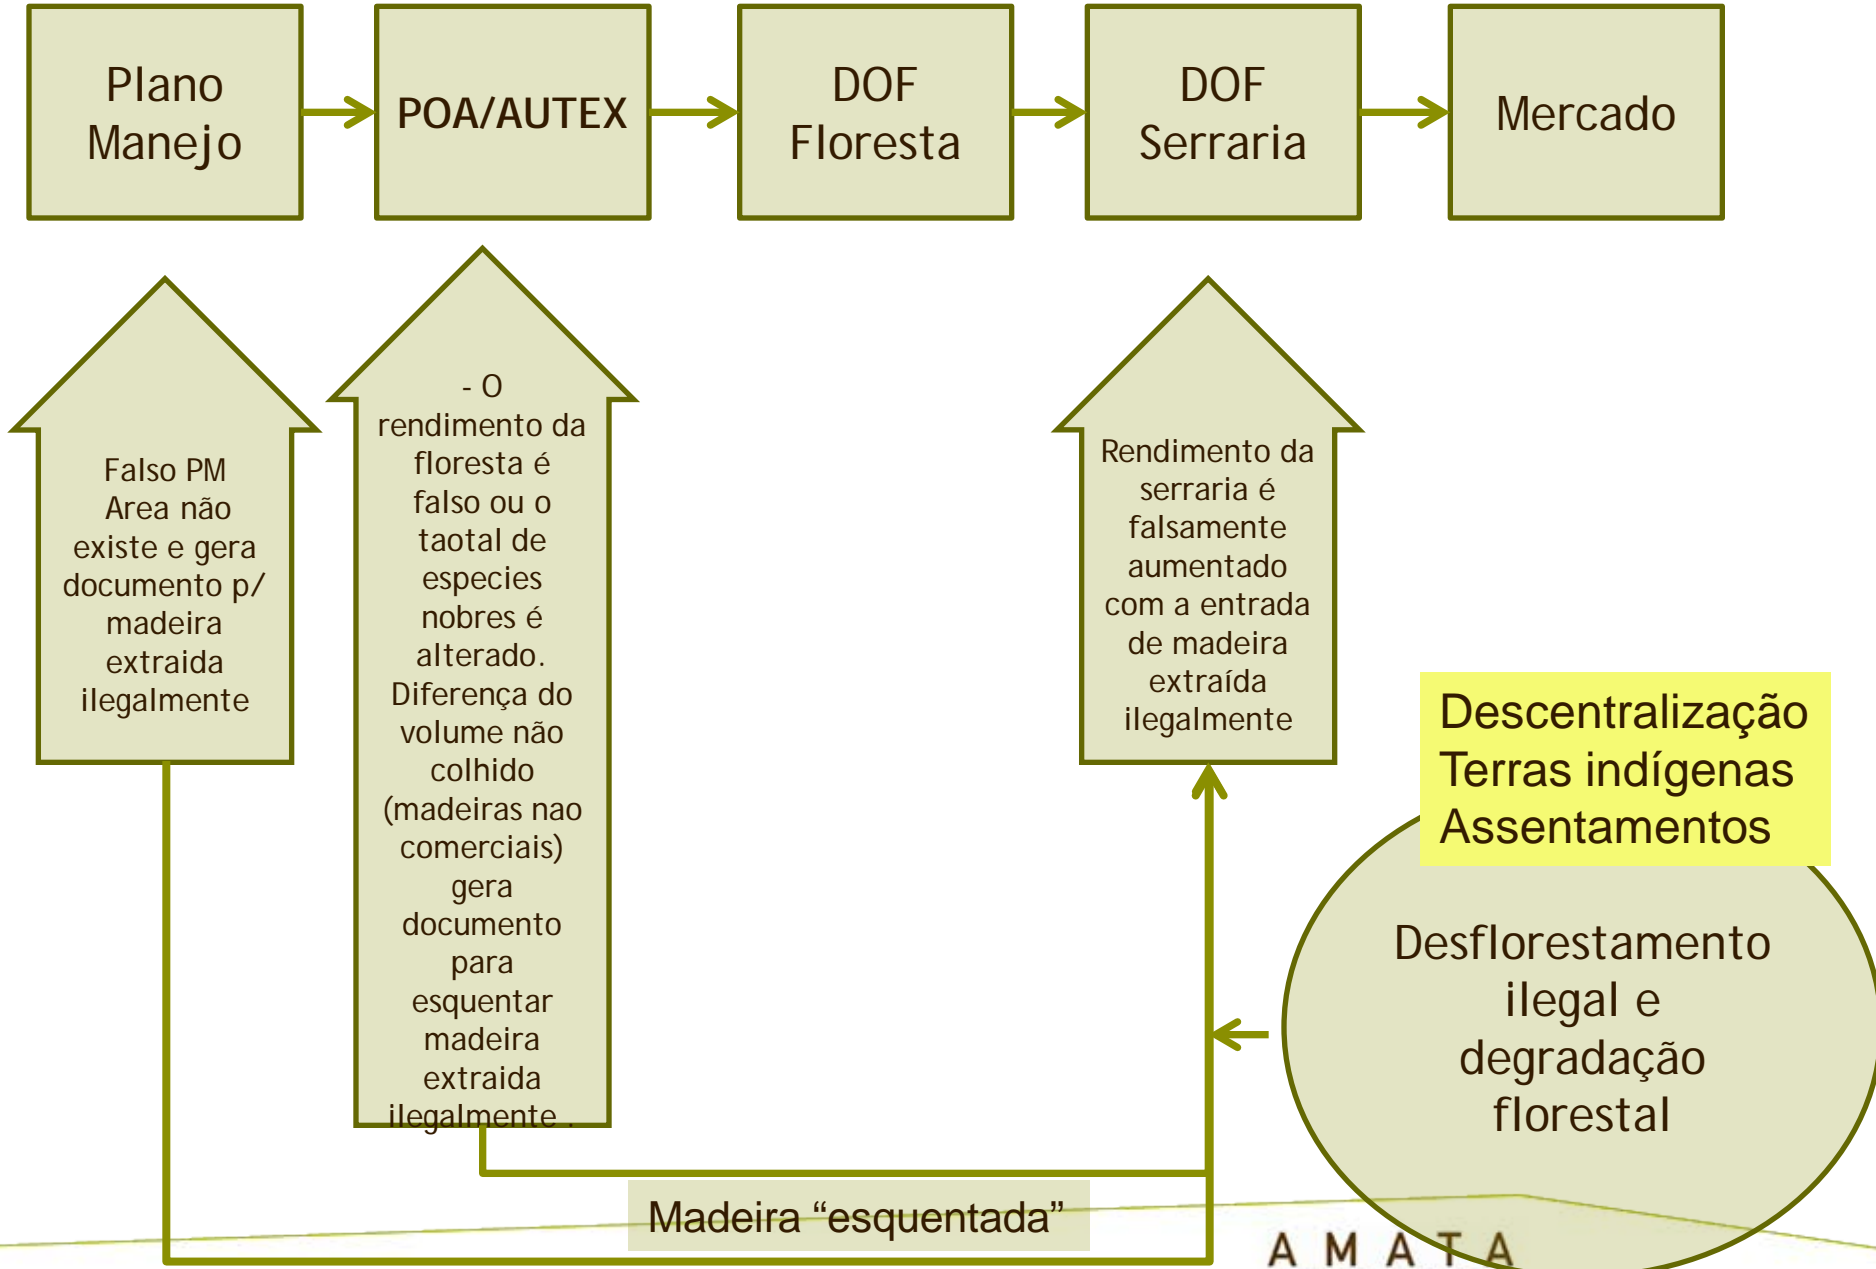 Plano
Manejo
POA/AUTEX
DOF
Floresta
DOF
Serraria
Mercado
Falso PM
Area não
existe e gera
documento p/
madeira
extraida
ilegalmente
- O
rendimento da
floresta é
falso ou o
taotal de
especies
nobres é
alterado.
Diferença do
volume não
colhido
(madeiras nao
comerciais)
gera
documento
para
esquentar
madeira
extraida
ilegalmente .
Rendimento da
serraria é
falsamente
aumentado
com a entrada
de madeira
extraída
ilegalmente
Descentralização
Terras indígenas
Assentamentos
Desflorestamento
ilegal e
degradação
florestal
Madeira “esquentada”
AMATA